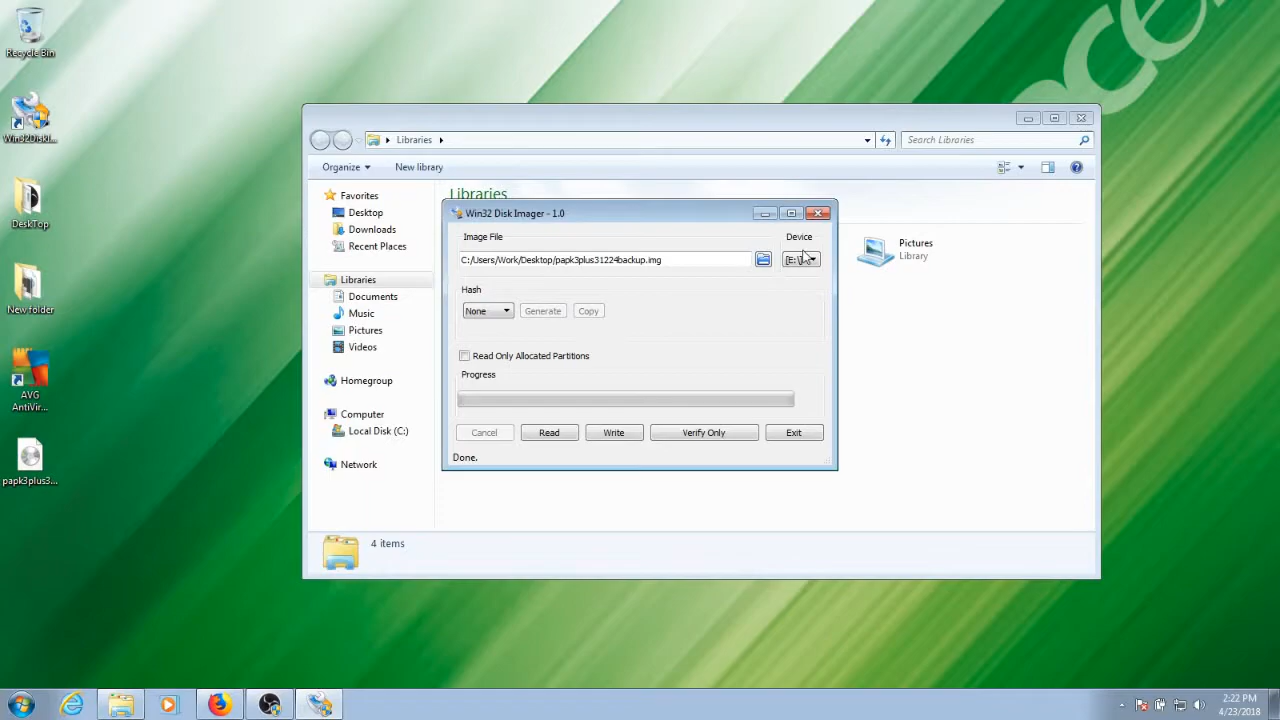 Recycle Bin
Win32DiskI...
DeskTop
New folder
AVG
AntiVir...
papk3plus3...
Libraries
Search Libraries
Organize
New library
Favorites
Desktop
Downloads
Recent Places
Libraries
Documents
Music
Pictures
Videos
Homegroup
Computer
Local Disk (C:)
Network
Libraries
Pictures
Library
4 items
Win32 Disk Imager - 1.0
Image File
Device
C:/Users/Work/Desktop/papk3plus31224backup.img
Hash
None
Generate
Copy
Read Only Allocated Partitions
Progress
Cancel
Read
Write
Verify Only
Exit
Done.
2:22 PM
4/23/2018